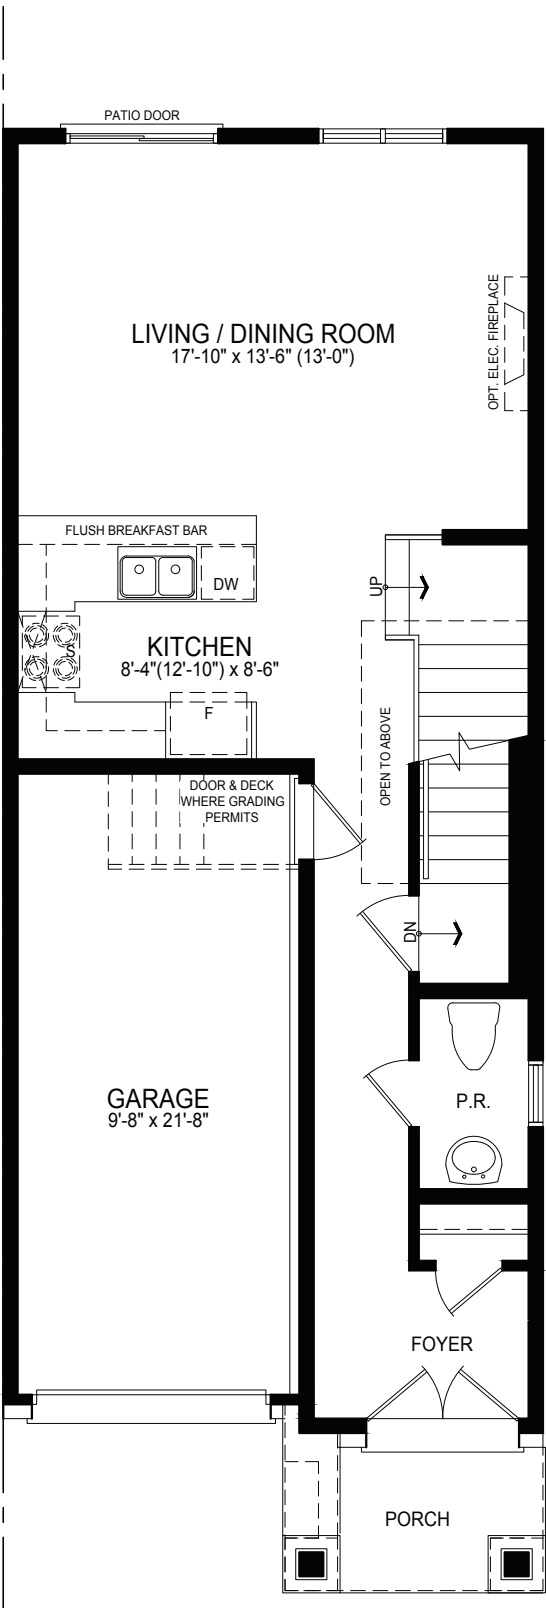 PATIO DOOR
LIVING / DINING ROOM
17'-10" x 13'-6" (13'-0")
OPT. ELEC. FIREPLACE
FLUSH BREAKFAST BAR
DW
UP
S
KITCHEN
8'-4"(12'-10") x 8'-6"
F
OPEN TO ABOVE
DOOR & DECK
WHERE GRADING
PERMITS
DN
GARAGE
9'-8" x 21'-8"
P.R.
FOYER
PORCH